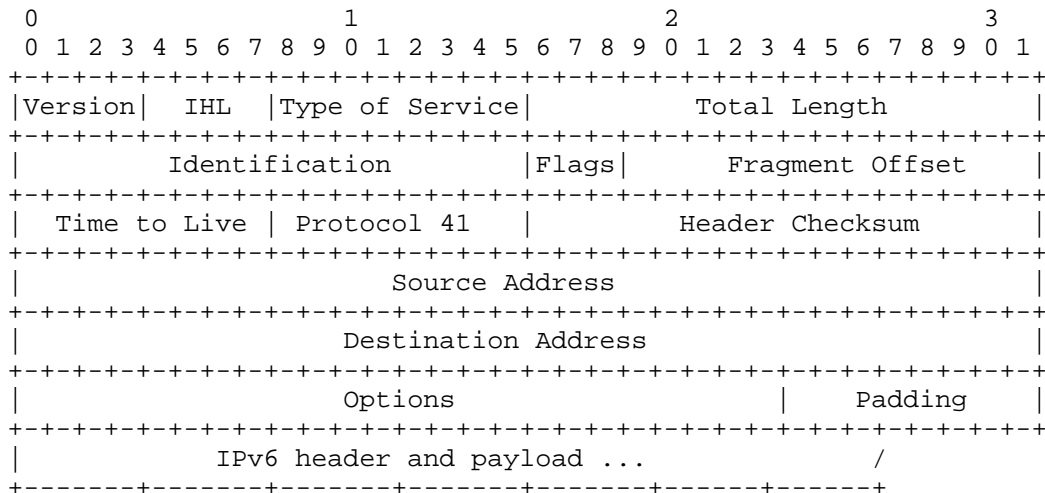 0                   1                   2                   3
0 1 2 3 4 5 6 7 8 9 0 1 2 3 4 5 6 7 8 9 0 1 2 3 4 5 6 7 8 9 0 1
+-+-+-+-+-+-+-+-+-+-+-+-+-+-+-+-+-+-+-+-+-+-+-+-+-+-+-+-+-+-+-+-+
|Version|  IHL  |Type of Service|          Total Length         |
+-+-+-+-+-+-+-+-+-+-+-+-+-+-+-+-+-+-+-+-+-+-+-+-+-+-+-+-+-+-+-+-+
|         Identification        |Flags|      Fragment Offset    |
+-+-+-+-+-+-+-+-+-+-+-+-+-+-+-+-+-+-+-+-+-+-+-+-+-+-+-+-+-+-+-+-+
|  Time to Live | Protocol 41   |         Header Checksum       |
+-+-+-+-+-+-+-+-+-+-+-+-+-+-+-+-+-+-+-+-+-+-+-+-+-+-+-+-+-+-+-+-+
|                       Source Address                          |
+-+-+-+-+-+-+-+-+-+-+-+-+-+-+-+-+-+-+-+-+-+-+-+-+-+-+-+-+-+-+-+-+
|                    Destination Address                        |
+-+-+-+-+-+-+-+-+-+-+-+-+-+-+-+-+-+-+-+-+-+-+-+-+-+-+-+-+-+-+-+-+
|                    Options                    |    Padding    |
+-+-+-+-+-+-+-+-+-+-+-+-+-+-+-+-+-+-+-+-+-+-+-+-+-+-+-+-+-+-+-+-+
|            IPv6 header and payload ...              /
+-------+-------+-------+-------+-------+------+------+